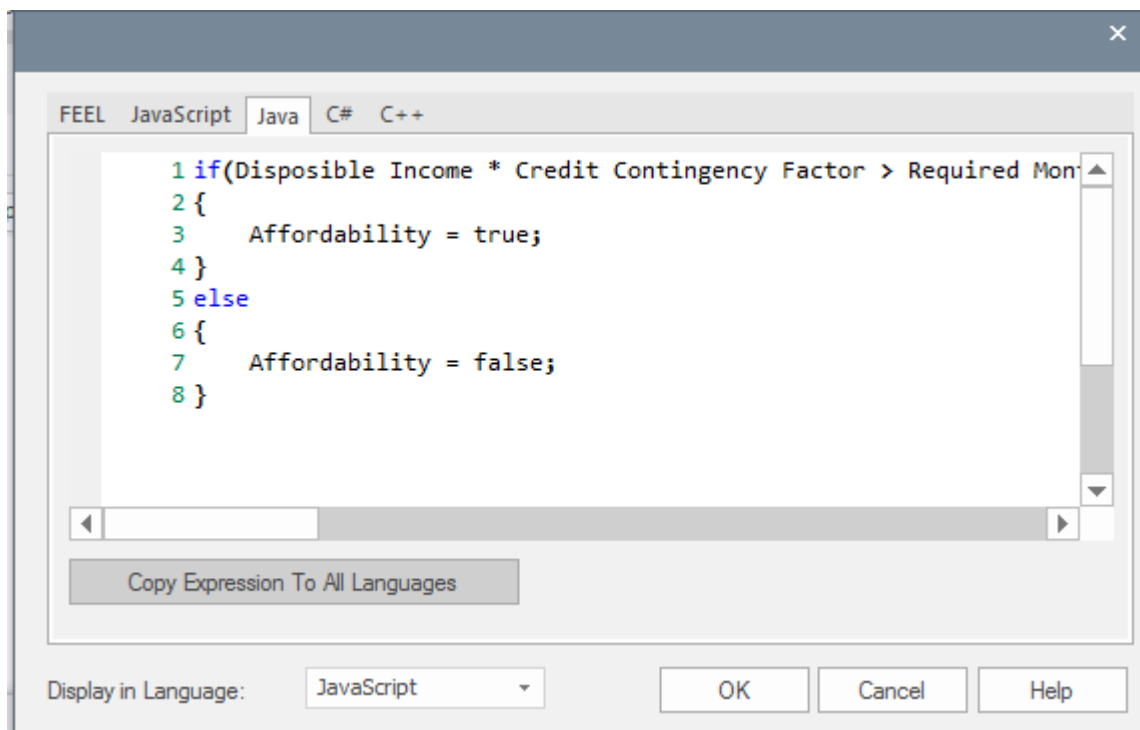 FEEL JavaScript Java C# C++
1 if(Disposible Income * Credit Contingency Factor > Required
2 {
3 Affordability = true;
4 }
5 else
6 {
7 Affordability = false;
8 }
Copy Expression To All Languages
Display in Language: JavaScript OK Cancel Help